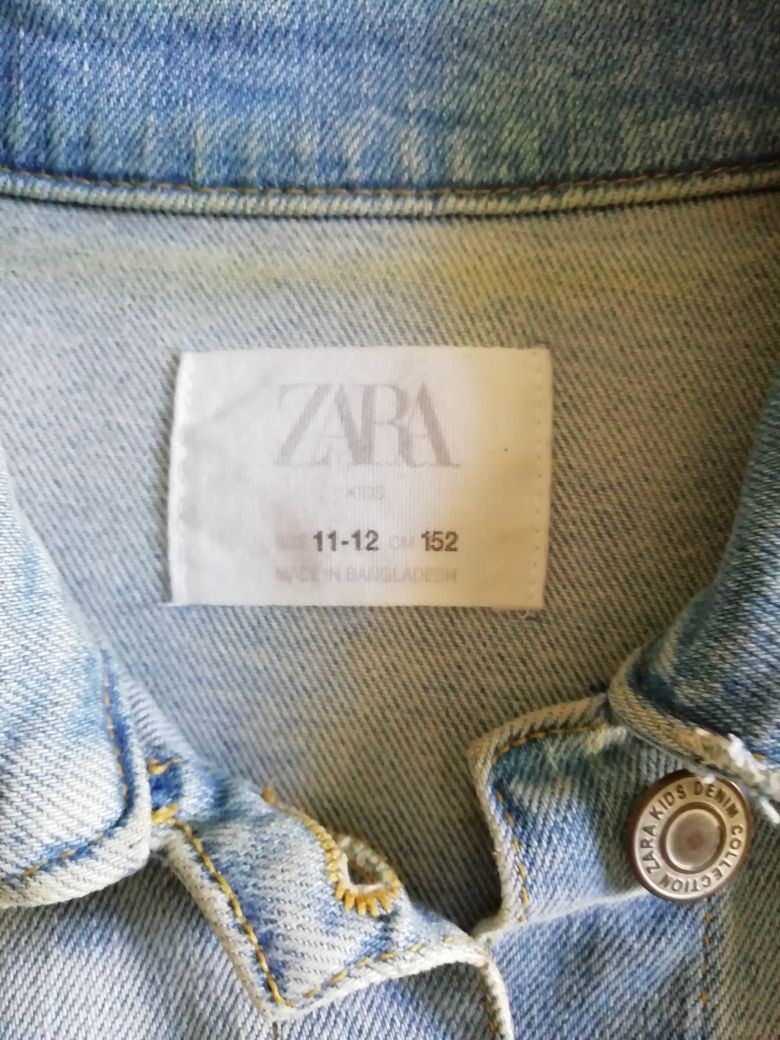 ZARA
KIDS
SIZE 11-12 CM 152
MADE IN BANGLADESH
ZARA KIDS DENIM COLLECTION